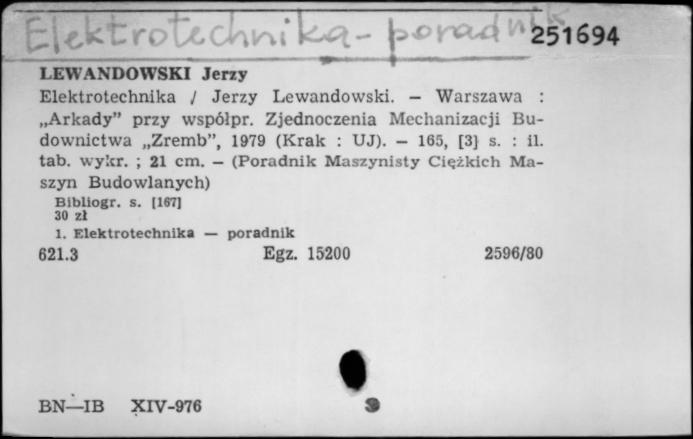 Elektrotechnika - poradnik
251694
LEWANDOWSKI Jerzy
Elektrotechnika / Jerzy Lewandowski. — Warszawa :
„Arkady” przy współpr. Zjednoczenia Mechanizacji Bu-
downictwa „Zremb”, 1979 (Krak : UJ). — 165, [3] s. : il.
tab. wykr. ; 21 cm. — (Poradnik Maszynisty Ciężkich Ma-
szyn Budowlanych)
Bibliogr. s. [167]
30 zł
1. Elektrotechnika — poradnik
621.3 Egz. 15200 2596/80
BN—IB XIV-976